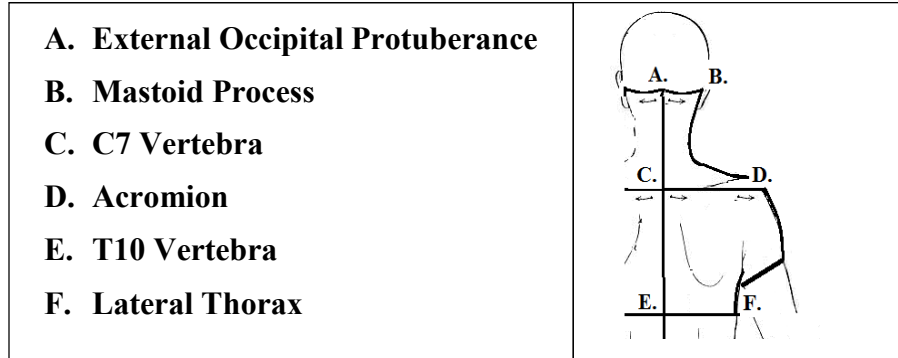 A. External Occipital Protuberance
B. Mastoid Process
C. C7 Vertebra
D. Acromion
E. T10 Vertebra
F. Lateral Thorax
A. B.
C. D.
E. F.